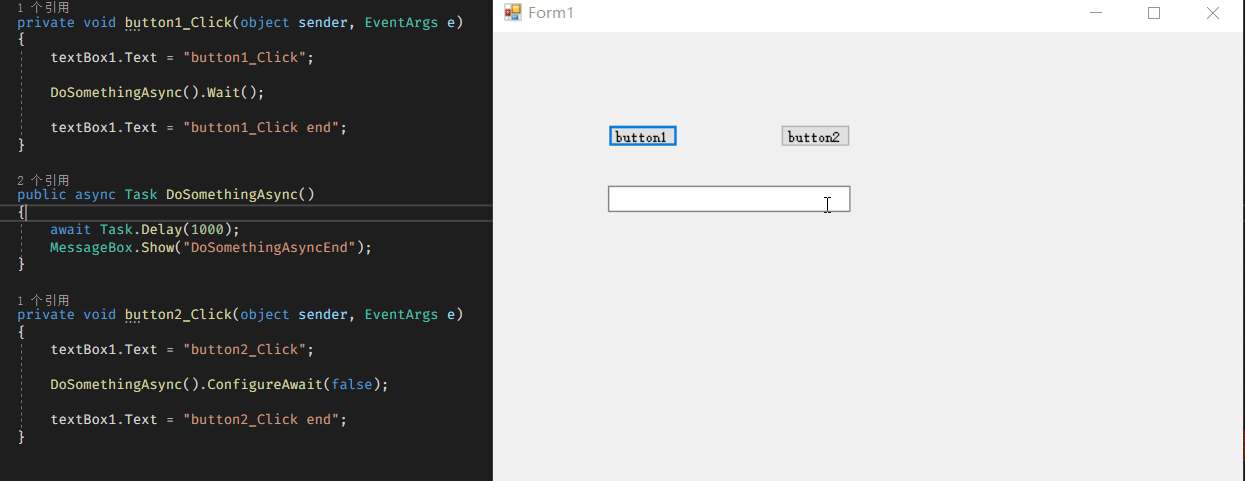 1 个引用
private void button1_Click(object sender, EventArgs e)
{
textBox1.Text = "button1_Click";
DoSomethingAsync().Wait();
textBox1.Text = "button1_Click end";
}
2 个引用
public async Task DoSomethingAsync()
{
await Task.Delay(1000);
MessageBox.Show("DoSomethingAsyncEnd");
}
1 个引用
private void button2_Click(object sender, EventArgs e)
{
textBox1.Text = "button2_Click";
DoSomethingAsync().ConfigureAwait(false);
textBox1.Text = "button2_Click end";
}
Form1
button1
button2